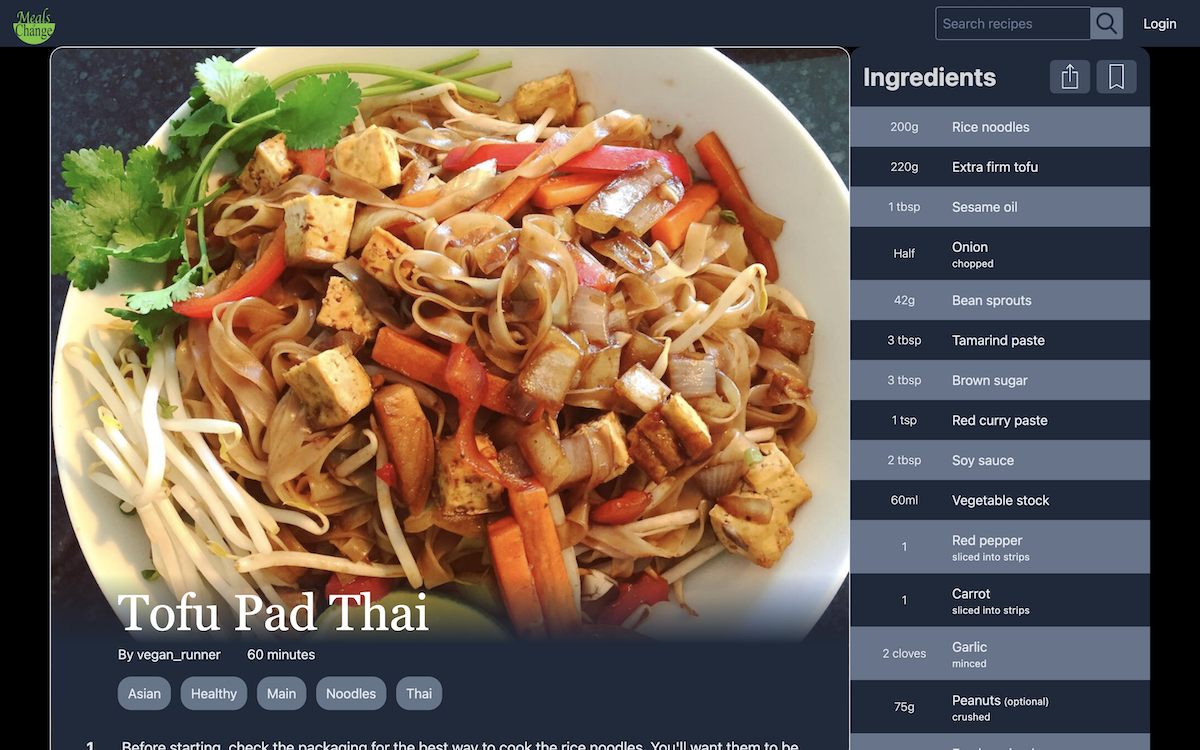 Meals
Change
Search recipes
Login
Tofu Pad Thai
By vegan_runner 60 minutes
Asian Healthy Main Noodles Thai
1 Before starting, check the packaging for the best way to cook the rice noodles. You'll want them to be
Ingredients
200g Rice noodles
220g Extra firm tofu
1 tbsp Sesame oil
Half Onion
chopped
42g Bean sprouts
3 tbsp Tamarind paste
3 tbsp Brown sugar
1 tsp Red curry paste
2 tbsp Soy sauce
60ml Vegetable stock
1 Red pepper
sliced into strips
1 Carrot
sliced into strips
2 cloves Garlic
minced
75g Peanuts (optional)
crushed